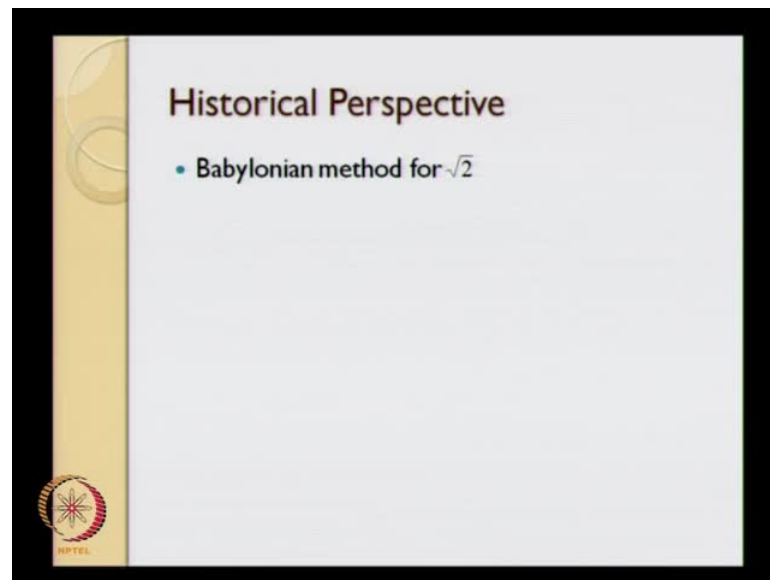 Historical Perspective
• Babylonian method for √2
NPTEL